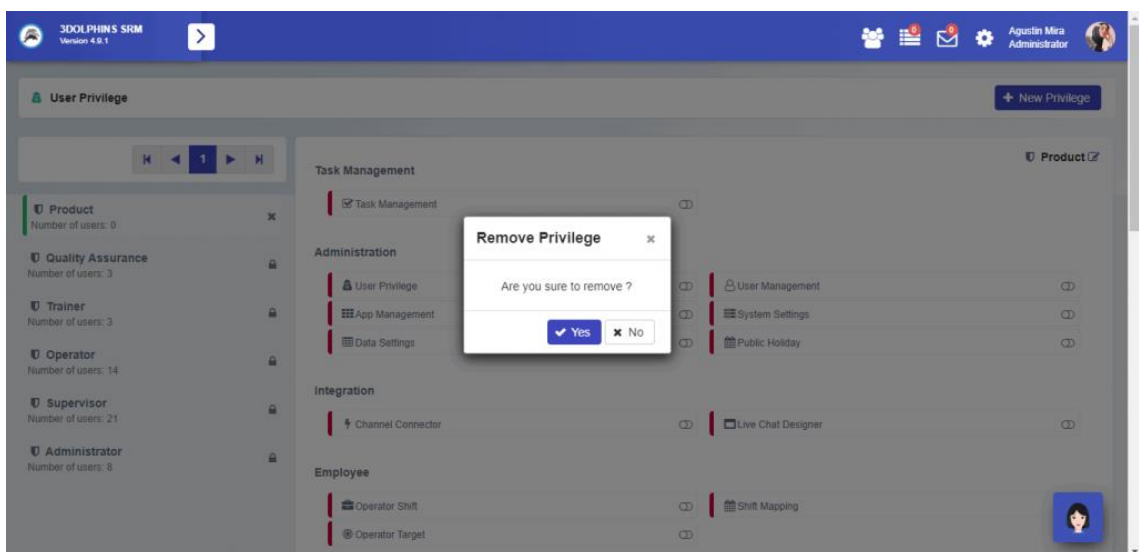 3DOLPHINS SRM
Version 4.9.1
0
0
Agustin Mira
Administrator
User Privilege
+ New Privilege
1
Product
Number of users: 0
Quality Assurance
Number of users: 3
Trainer
Number of users: 3
Operator
Number of users: 14
Supervisor
Number of users: 21
Administrator
Number of users: 8
Product
Task Management
Task Management
Administration
User Privilege
User Management
App Management
System Settings
Data Settings
Public Holiday
Integration
Channel Connector
Live Chat Designer
Employee
Operator Shift
Shift Mapping
Operator Target
Remove Privilege
Are you sure to remove ?
Yes
No